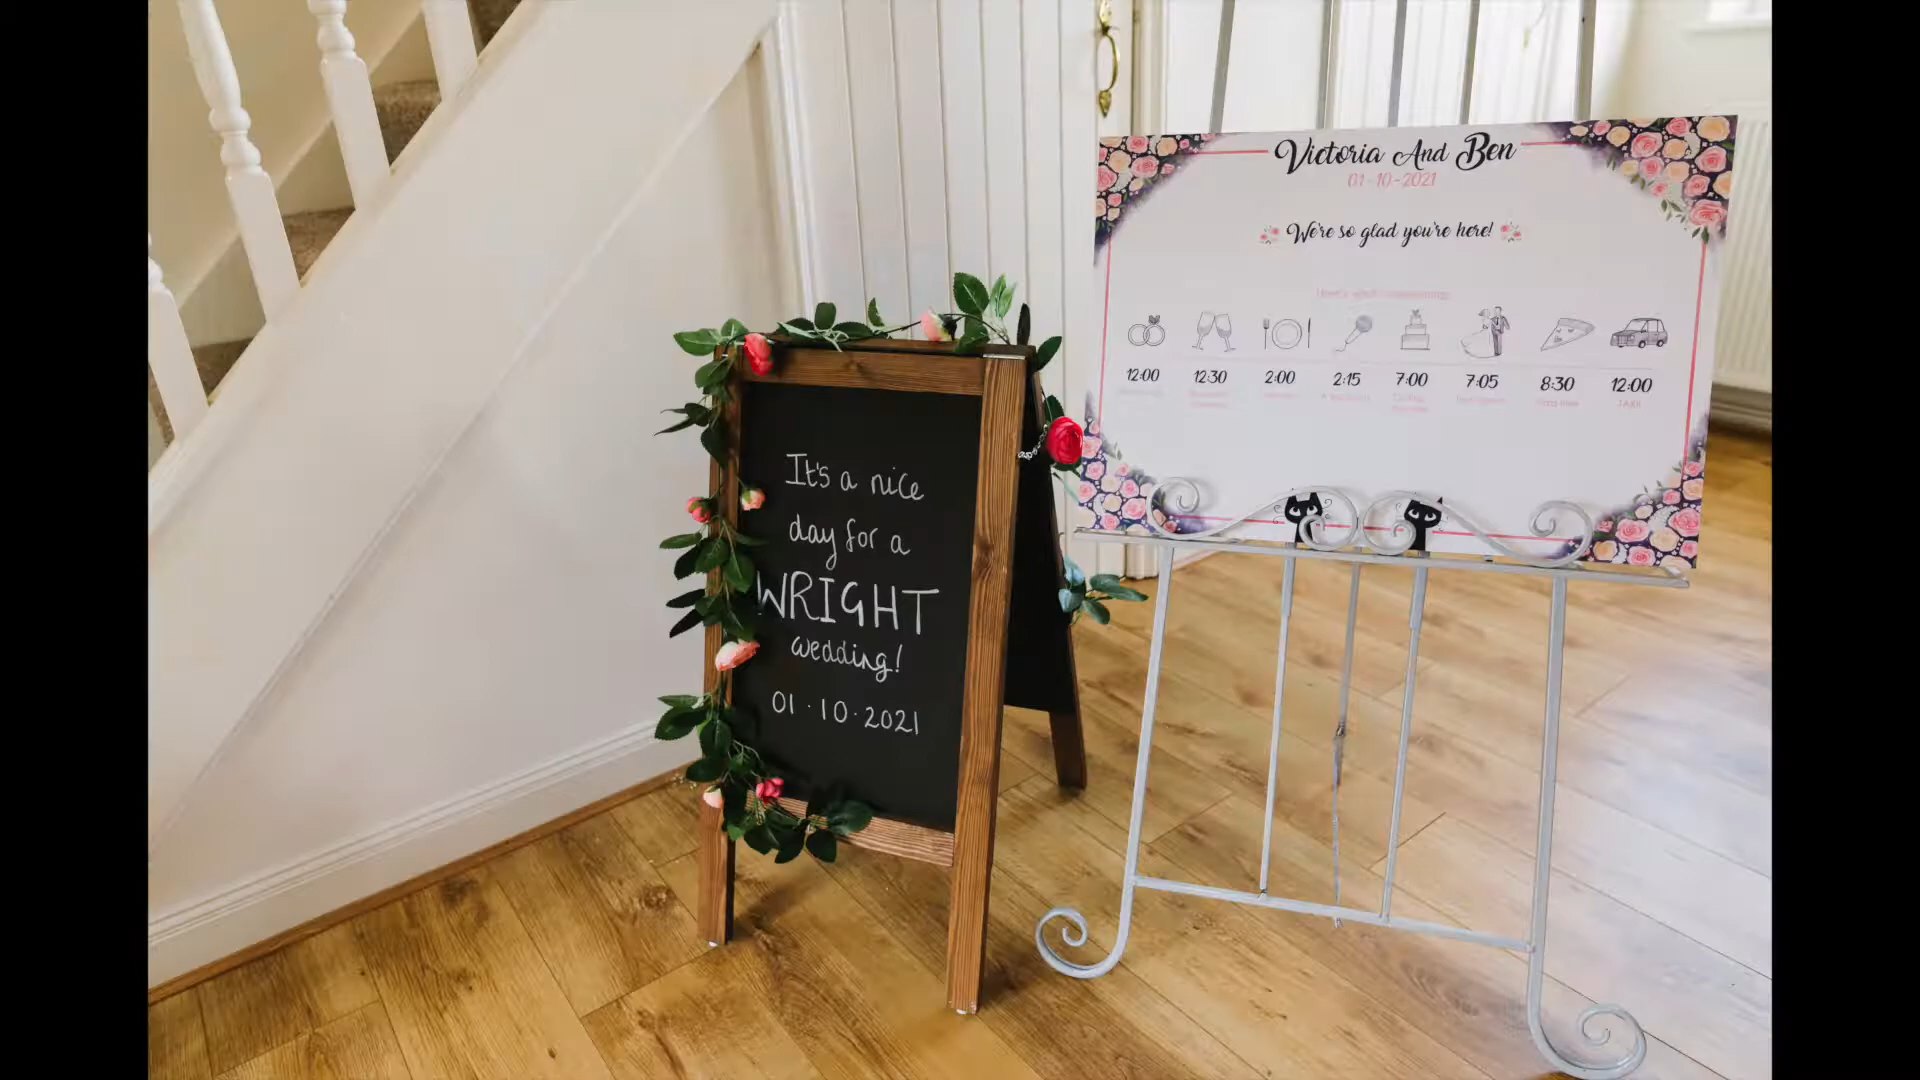 It's a nice
day for a
WRIGHT
wedding!
01·10·2021
Victoria And Ben
01-10-2021
We're so glad you're here!
12:00 12:30 2:00 2:15 7:00 7:05 8:30 12:00